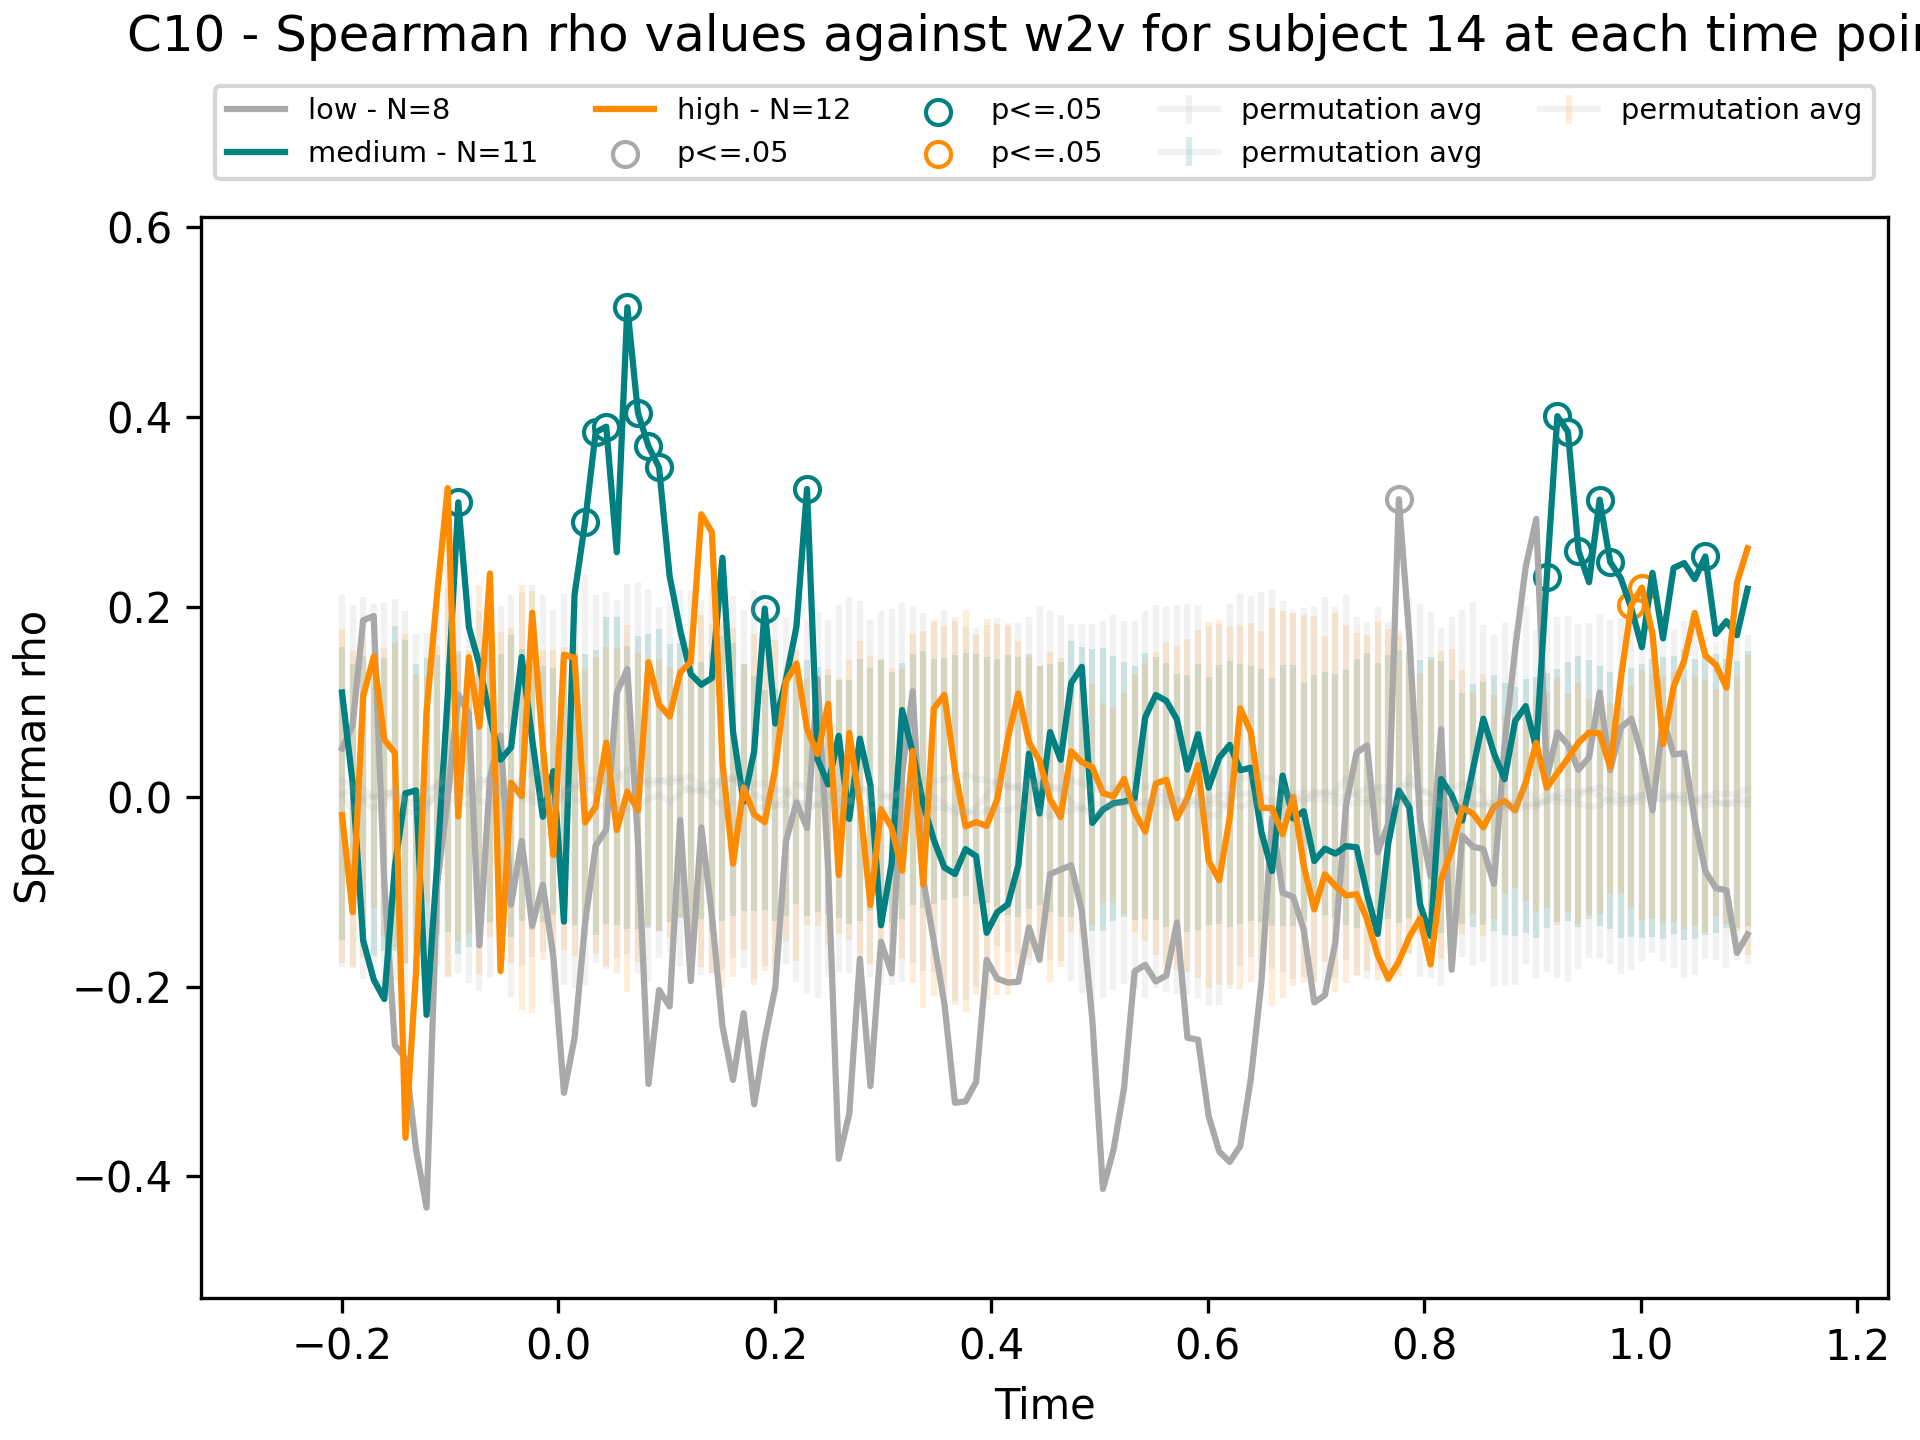 C10 - Spearman rho values against w2v for subject 14 at each time
low - N=8
medium - N=11
high - N=12
p<=.05
p<=.05
p<=.05
permutation avg
permutation avg
permutation avg
Spearman rho
0.6
0.4
0.2
0.0
−0.2
−0.4
−0.2
0.0
0.2
0.4
0.6
0.8
1.0
1.2
Time